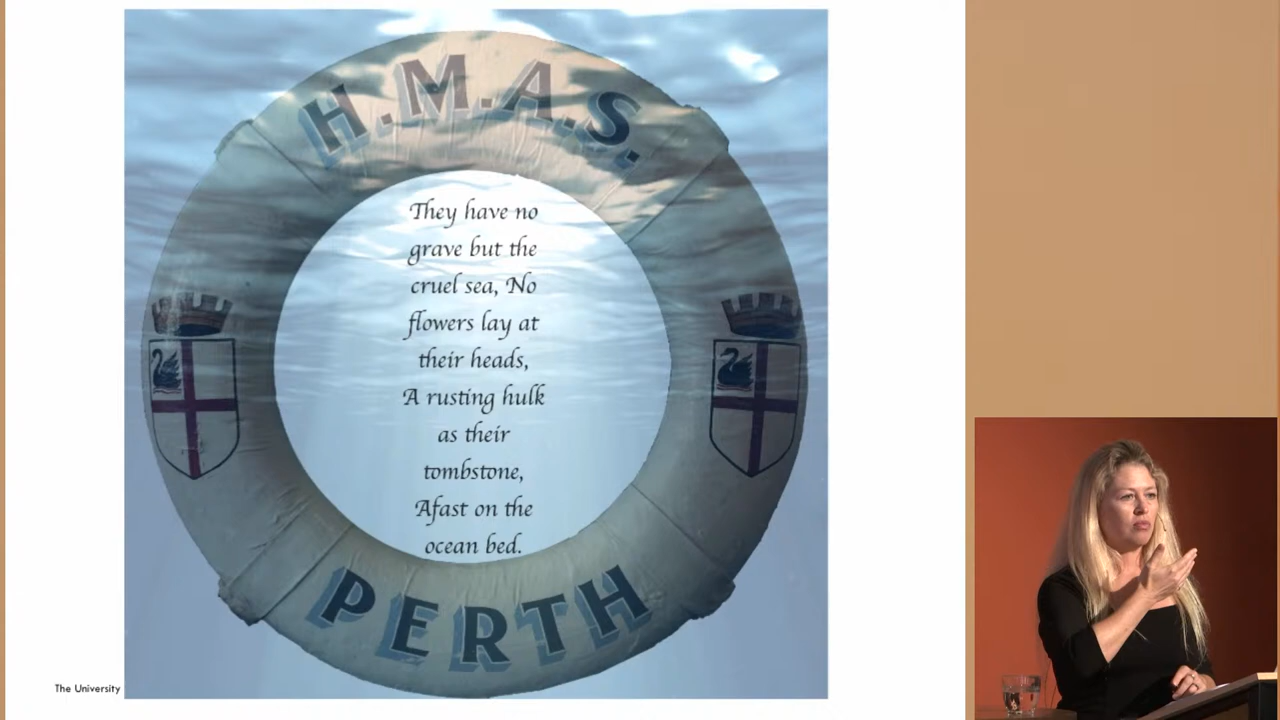 H.M.A.S.
They have no
grave but the
cruel sea, No
flowers lay at
their heads,
A rusting hulk
as their
tombstone,
Afast on the
ocean bed.
PERTH
The University